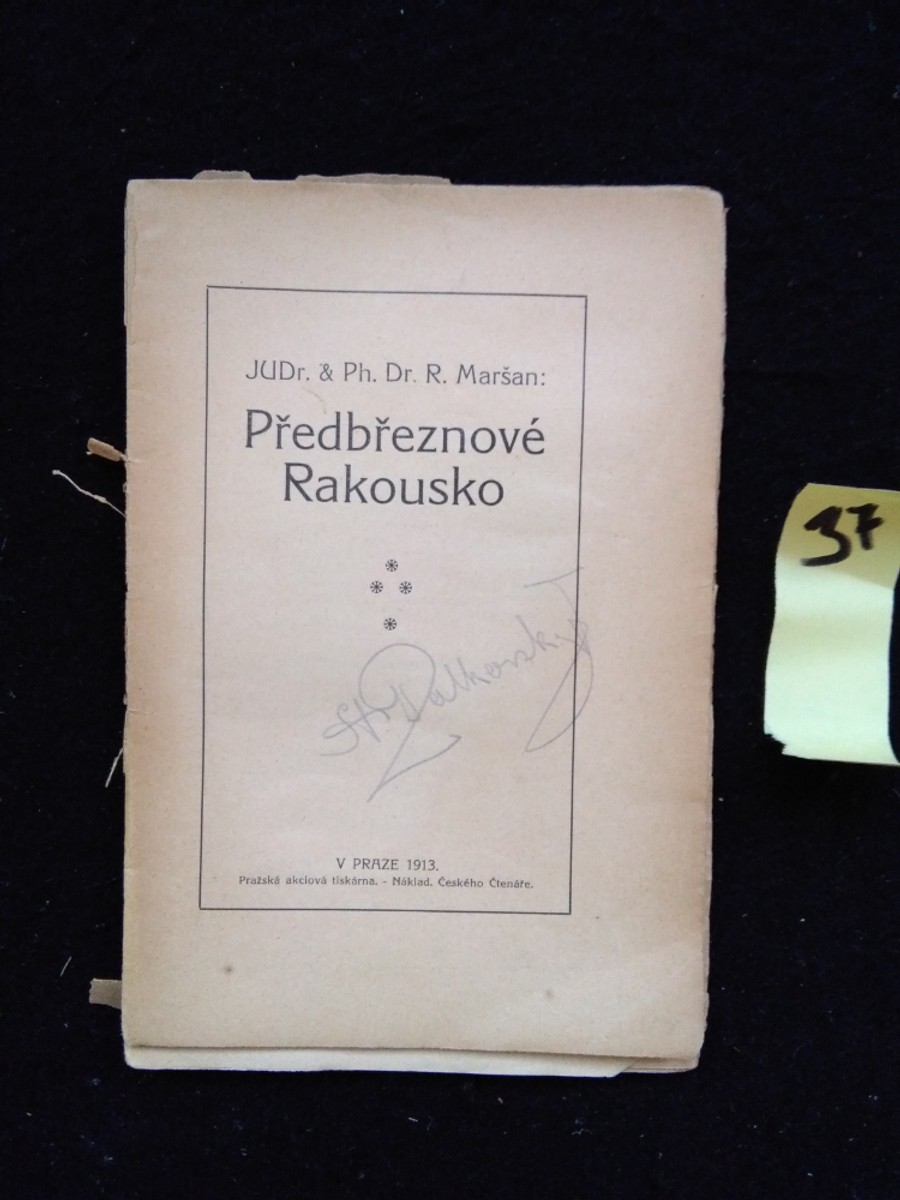 JUDr. & Ph. Dr. R. Maršan:
Předbřeznové
Rakousko
V PRAZE 1913.
Pražská akciová tiskárna. - Náklad. Českého Čtenáře.
37